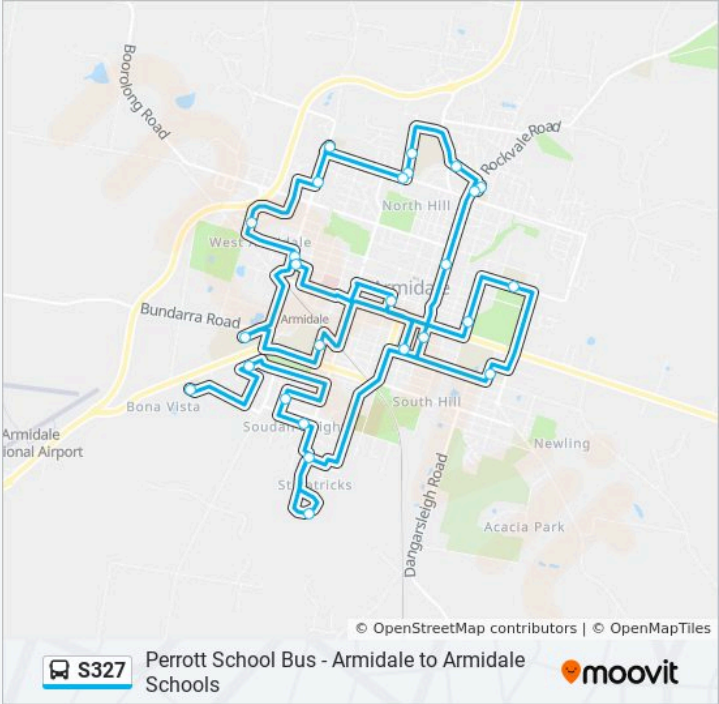 Boorolong Road
Rockvale Road
North Hill
West Armidale
Armidale
Bundarra Road
Armidale
Bona Vista
South Hill
Armidale
ional Airport
Newling
Dangarsleigh Road
Acacia Park
© OpenStreetMap contributors | © OpenMapTiles
S327
Perrott School Bus - Armidale to Armidale
Schools
moovit